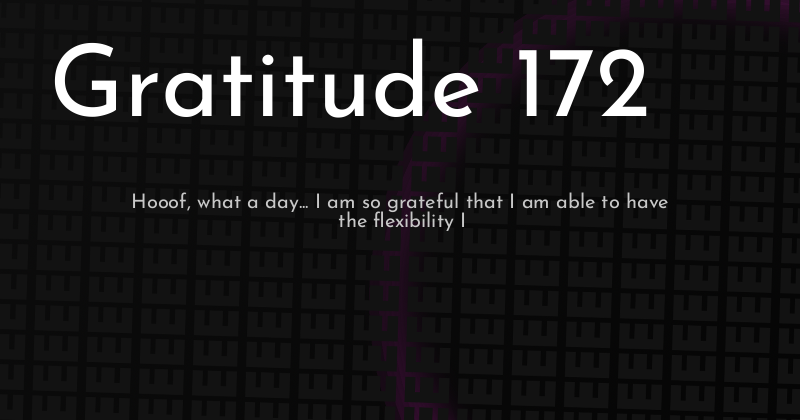 Gratitude 172
Hooof, what a day... I am so grateful that I am able to have
the flexibility I